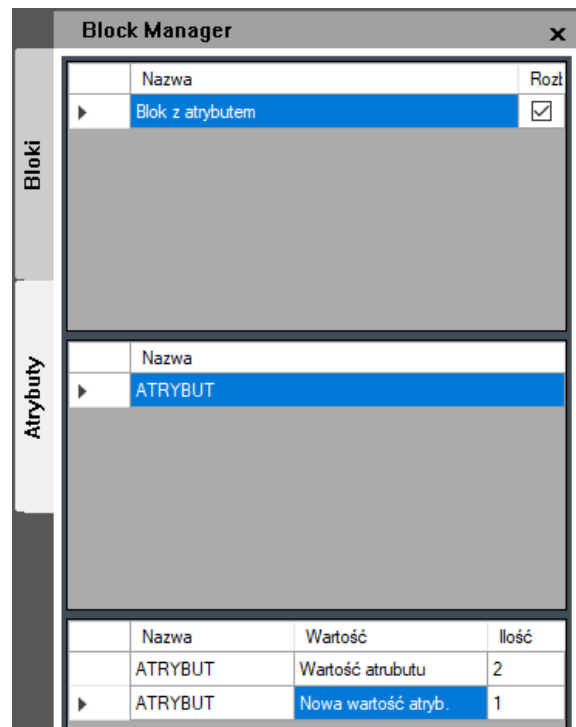 Block Manager x
Bloki
Atrybuty
Nazwa Rozb
Blok z atrybutem
Nazwa
ATRYBUT
Nazwa Wartość Ilość
ATRYBUT Wartość atrubutu 2
ATRYBUT Nowa wartość atryb. 1